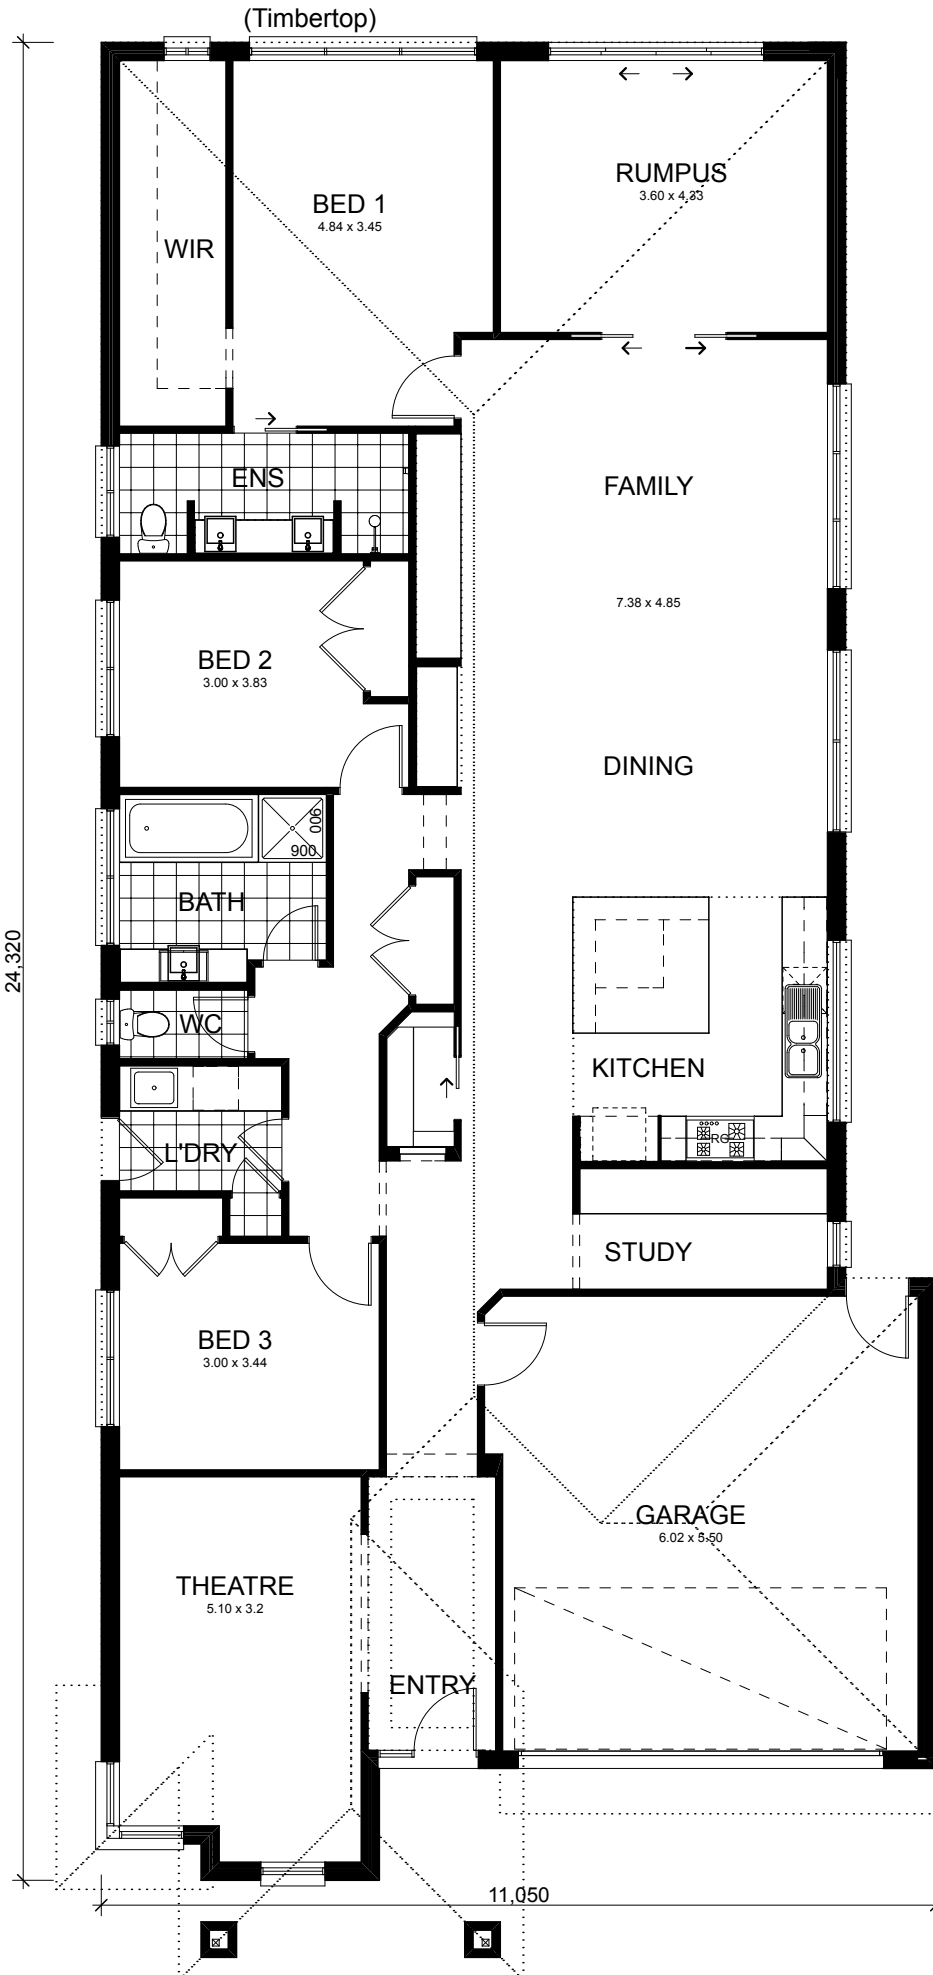 (Timbertop)
RUMPUS
3.60 x 4.33
BED 1
4.84 x 3.45
WIR
ENS
FAMILY
7.38 x 4.85
BED 2
3.00 x 3.83
DINING
900
900
BATH
24,320
WC
KITCHEN
RG
L'DRY
STUDY
BED 3
3.00 x 3.44
GARAGE
6.02 x 5.50
THEATRE
5.10 x 3.2
ENTRY
11,050